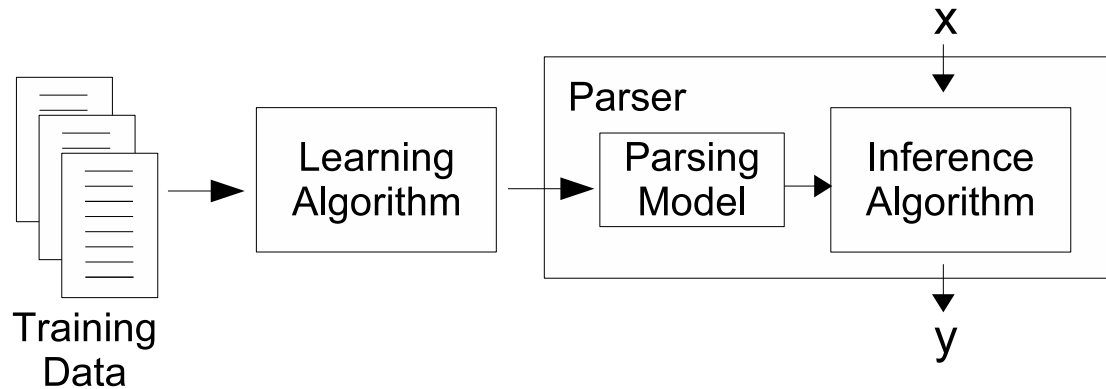 x
Parser
Learning
Algorithm
Parsing
Model
Inference
Algorithm
y
Training
Data